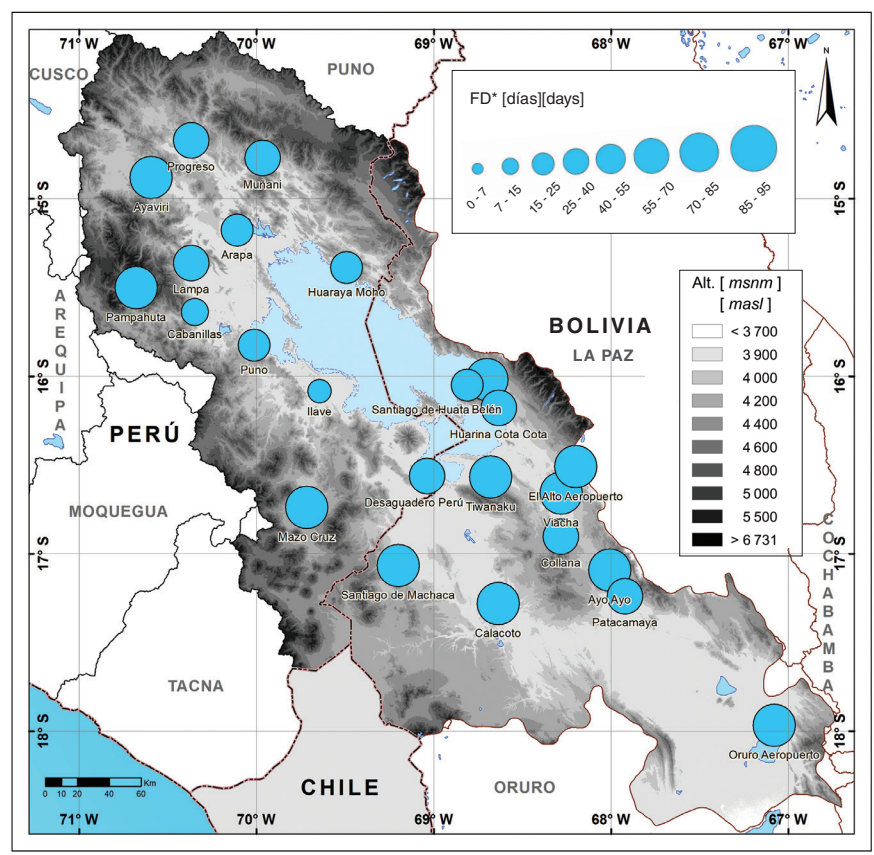 71° W
70° W
69° W
68° W
67° W
N
CUSCO
PUNO
FD* [días][days]
0 - 7
7 - 15
15 - 25
25 - 40
40 - 55
55 - 70
70 - 85
85 - 95
Progreso
Muñani
Ayaviri
15°S
15°S
Arapa
Lampa
Huaraya Moho
Pampahuta
Cabanillas
Puno
AREQUIPA
BOLIVIA
LA PAZ
Alt. [ msnm ]
[ masl ]
< 3 700
3 900
4 000
4 200
4 400
4 600
4 800
5 000
5 500
> 6 731
16°S
16°S
Ilave
Santiago de Huata
Belén
Huarina Cota Cota
PERÚ
Desaguadero Perú
Tiwanaku
El Alto Aeropuerto
Viacha
MOQUEGUA
Mazo Cruz
Collana
17°S
17°S
COCHABAMBA
Santiago de Machaca
Ayo Ayo
Patacamaya
Calacoto
TACNA
18°S
18°S
Oruro Aeropuerto
0 10 20 40 60
Km
CHILE
ORURO
71° W
70° W
69° W
68° W
67° W